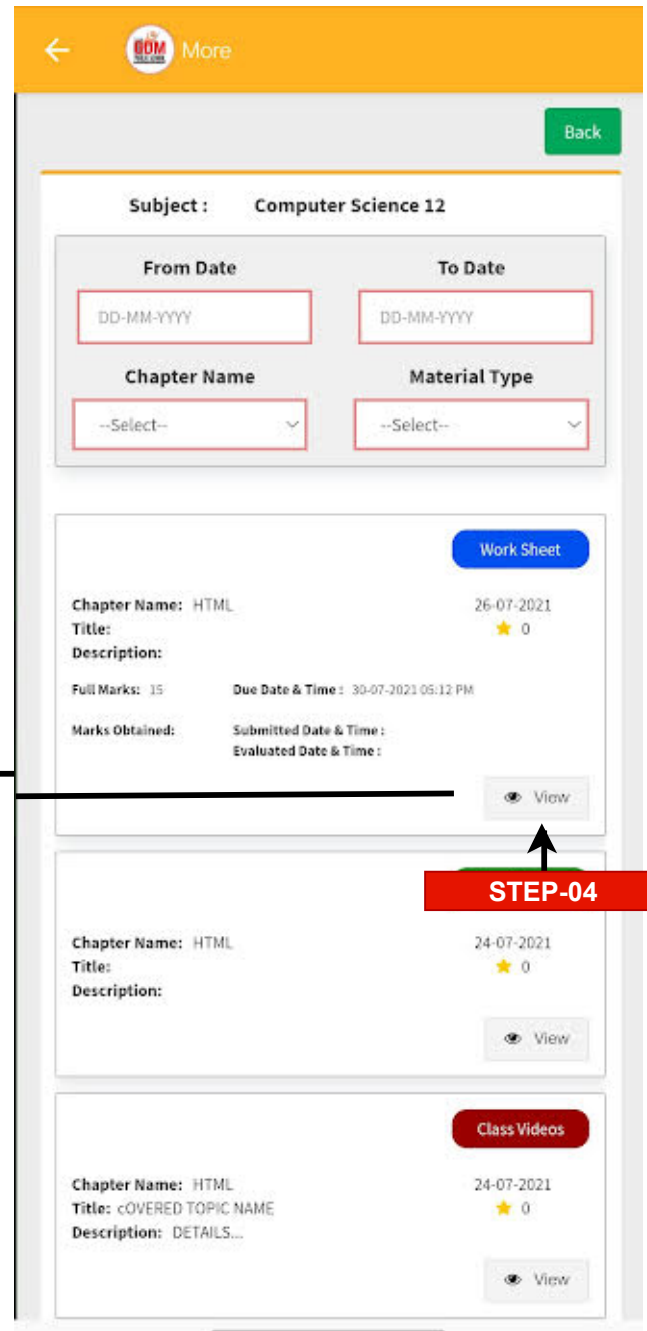 ODM More
Back
Subject : Computer Science 12
From Date To Date
DD-MM-YYYY DD-MM-YYYY
Chapter Name Material Type
--Select-- --Select--
Work Sheet
Chapter Name: HTML 26-07-2021
Title: 0
Description:
Full Marks: 15 Due Date & Time : 30-07-2021 05:12 PM
Marks Obtained: Submitted Date & Time :
Evaluated Date & Time :
View
STEP-04
Chapter Name: HTML 24-07-2021
Title: 0
Description:
View
Class Videos
Chapter Name: HTML 24-07-2021
Title: cOVERED TOPIC NAME 0
Description: DETAILS...
View